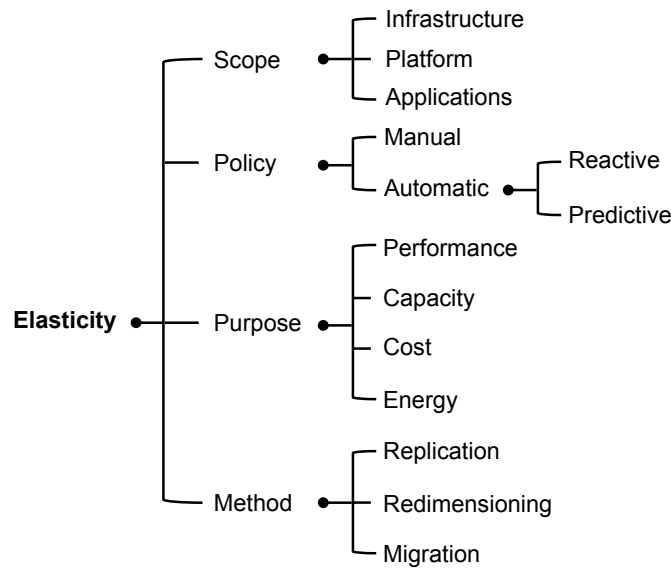 Elasticity
Scope
Infrastructure
Platform
Applications
Policy
Manual
Automatic
Reactive
Predictive
Purpose
Performance
Capacity
Cost
Energy
Method
Replication
Redimensioning
Migration